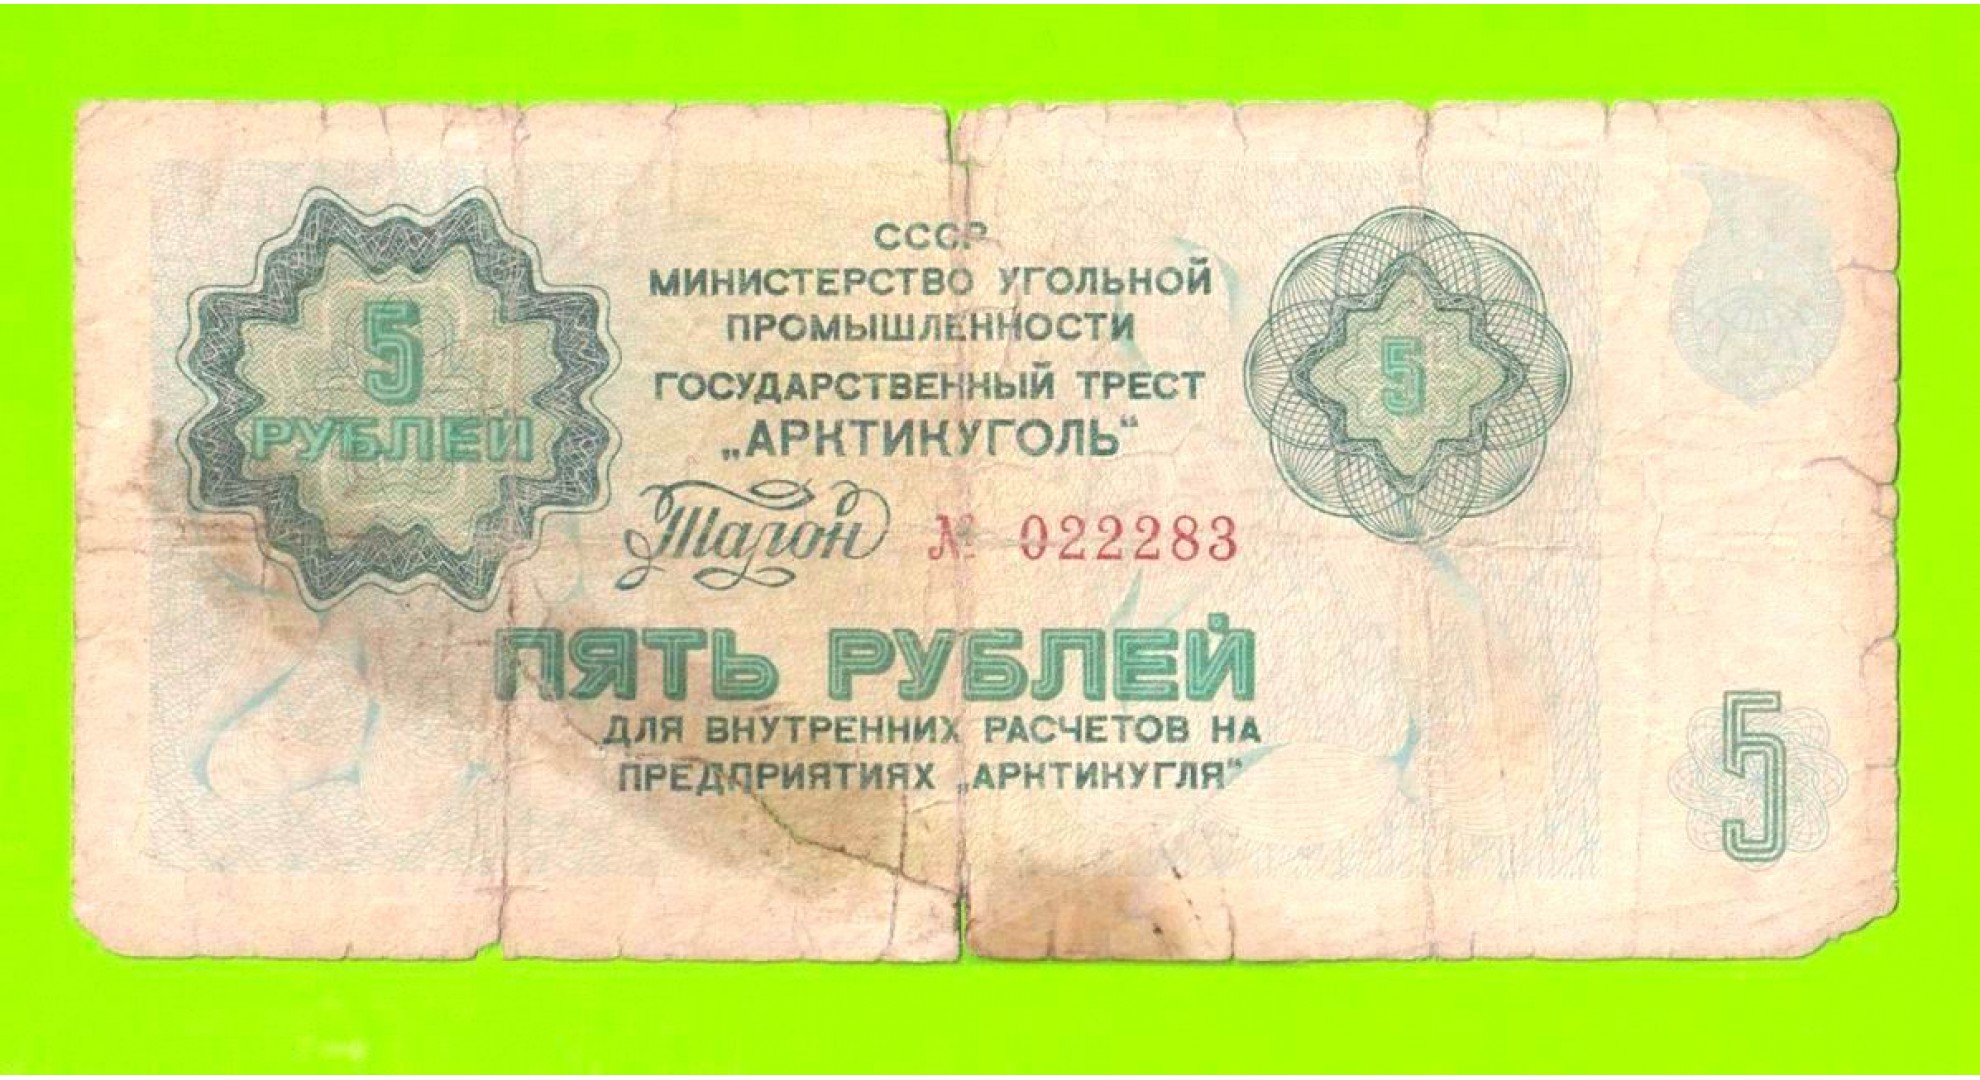 СССР
МИНИСТЕРСТВО УГОЛЬНОЙ
ПРОМЫШЛЕННОСТИ
ГОСУДАРСТВЕННЫЙ ТРЕСТ
„АРКТИКУГОЛЬ“
5
РУБЛЕЙ
5
Талон № 022283
ПЯТЬ РУБЛЕЙ
ДЛЯ ВНУТРЕННИХ РАСЧЕТОВ НА
ПРЕДПРИЯТИЯХ „АРКТИКУГЛЯ“
5